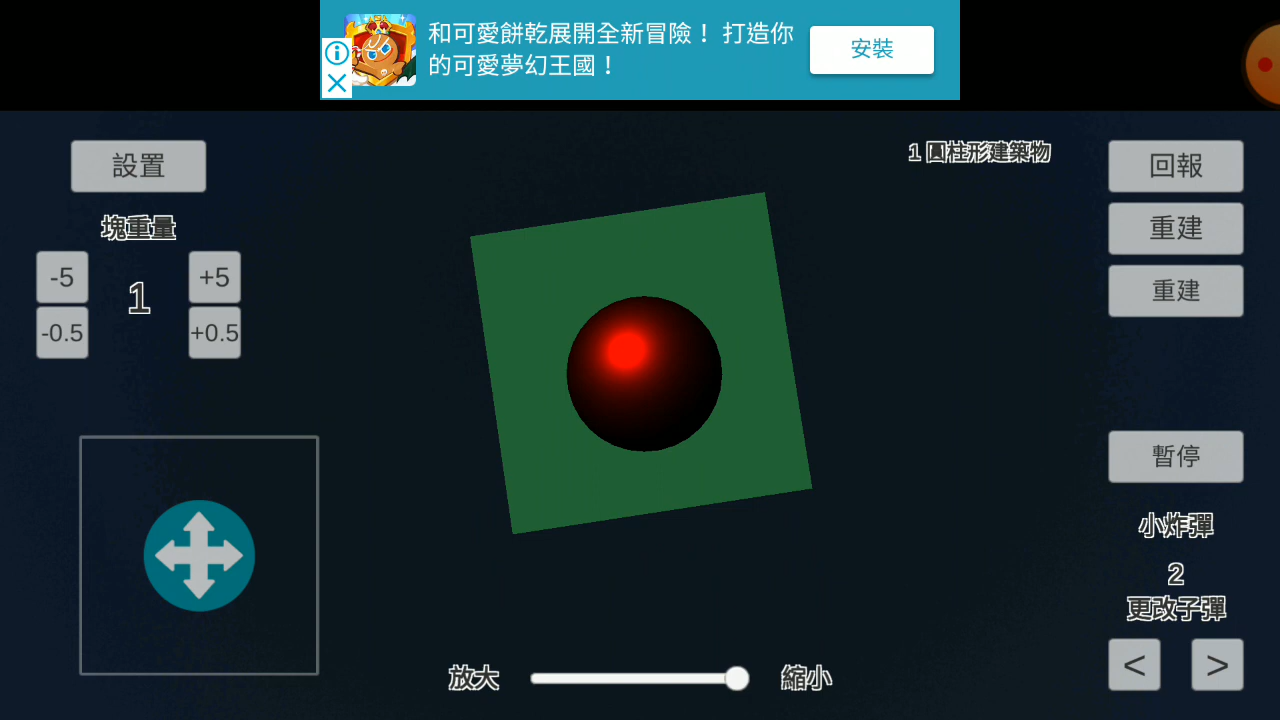 和可愛餅乾展開全新冒險！ 打造你
的可愛夢幻王國！
安裝
設置
1 圓柱形建築物
回報
塊重量
重建
-5
+5
1
重建
-0.5
+0.5
暫停
小炸彈
2
更改子彈
<
>
放大
縮小